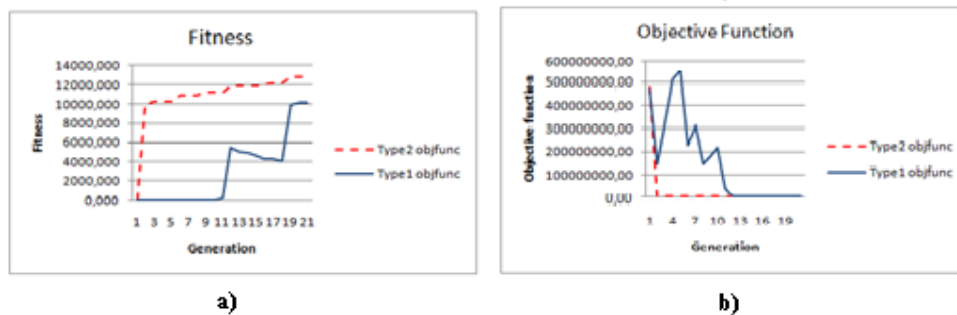 Fitness
14000,000
12000,000
10000,000
8000,000
6000,000
4000,000
2000,000
0,000
Fitness
1 3 5 7 9 11 13 15 17 19 21
Generation
Type2 objfunc
Type1 objfunc
a)
Objective Function
600000000,00
500000000,00
400000000,00
300000000,00
200000000,00
100000000,00
0,00
Objective function
1 4 7 10 13 16 19
Generation
Type2 objfunc
Type1 objfunc
b)